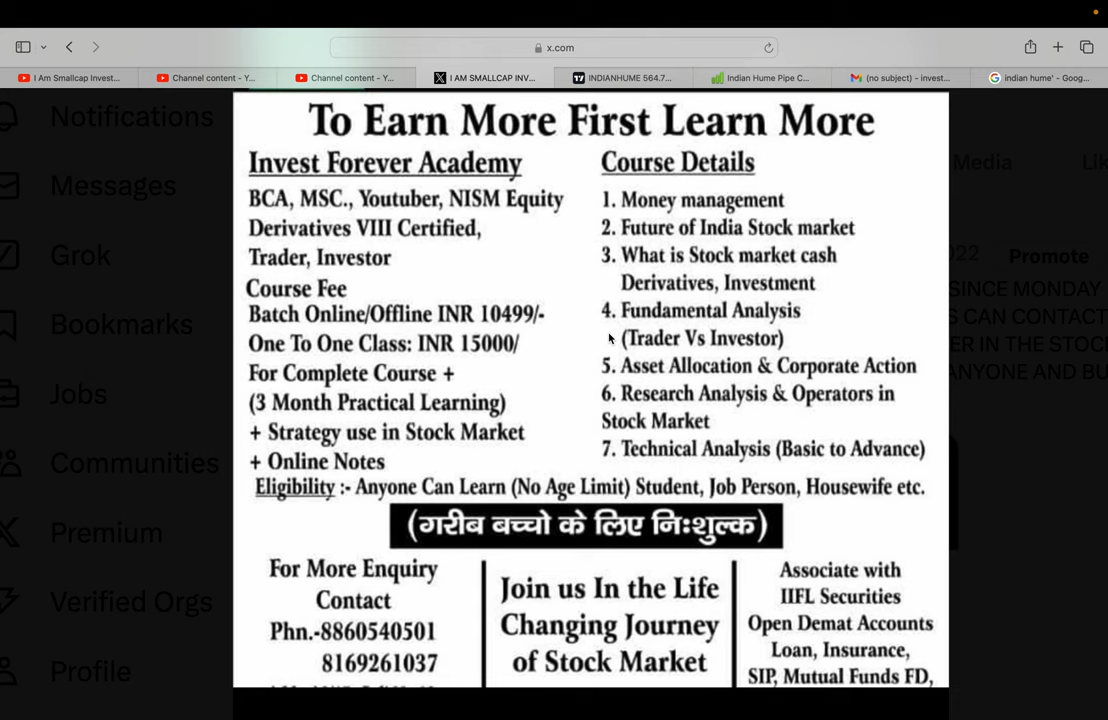 x.com
I Am Smallcap Invest...
Channel content - Y...
Channel content - Y...
I AM SMALLCAP INV...
INDIANHUME 564.7...
Indian Hume Pipe C...
(no subject) - invest...
indian hume' - Goog...
Notifications
Messages
Grok
Bookmarks
Jobs
Communities
Premium
Verified Orgs
Profile
To Earn More First Learn More
Invest Forever Academy
BCA, MSC., Youtuber, NISM Equity
Derivatives VIII Certified,
Trader, Investor
Course Fee
Batch Online/Offline INR 10499/-
One To One Class: INR 15000/
For Complete Course +
(3 Month Practical Learning)
+ Strategy use in Stock Market
+ Online Notes
Course Details
1. Money management
2. Future of India Stock market
3. What is Stock market cash
Derivatives, Investment
4. Fundamental Analysis
(Trader Vs Investor)
5. Asset Allocation & Corporate Action
6. Research Analysis & Operators in
Stock Market
7. Technical Analysis (Basic to Advance)
Eligibility :- Anyone Can Learn (No Age Limit) Student, Job Person, Housewife etc.
(गरीब बच्चो के लिए निःशुल्क)
For More Enquiry
Contact
Phn.-8860540501
8169261037
Join us In the Life
Changing Journey
of Stock Market
Associate with
IIFL Securities
Open Demat Accounts
Loan, Insurance,
SIP, Mutual Funds FD,
Media
Lik
022
Promote
SINCE MONDAY
S CAN CONTACT
ER IN THE STOC
ANYONE AND BU